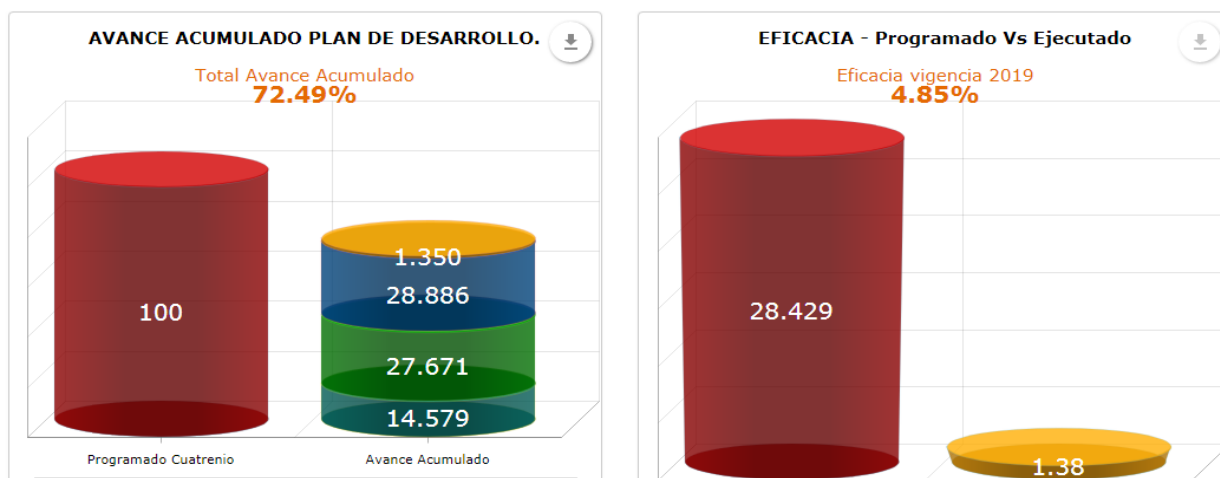 AVANCE ACUMULADO PLAN DE DESARROLLO.
Total Avance Acumulado
72.49%
100
1.350
28.886
27.671
14.579
Programado Cuatrenio
Avance Acumulado
EFICACIA - Programado Vs Ejecutado
Eficacia vigencia 2019
4.85%
28.429
1.38